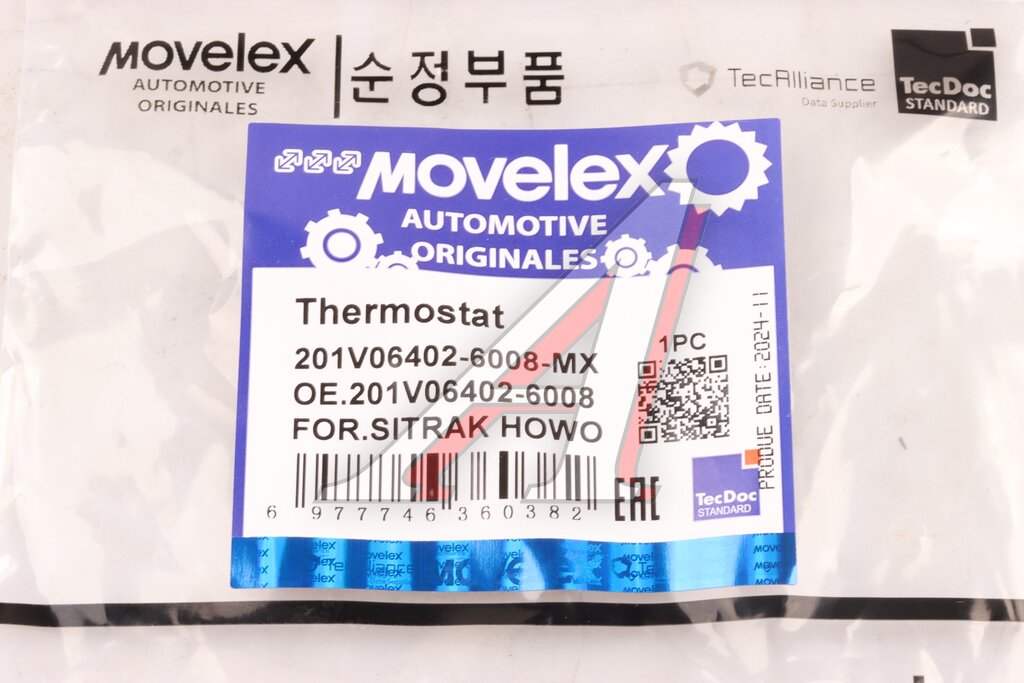 movelex
AUTOMOTIVE
ORIGINALES
순정부품
TecAlliance
Data Supplier
TecDoc
STANDARD
movelex
AUTOMOTIVE
ORIGINALES
Thermostat
201V06402-6008-MX
OE.201V06402-6008
FOR.SITRAK HOWO
1PC
PRODUE DATE:2024-11
6 977746 360382
EAC
TecDoc
STANDARD
movelex